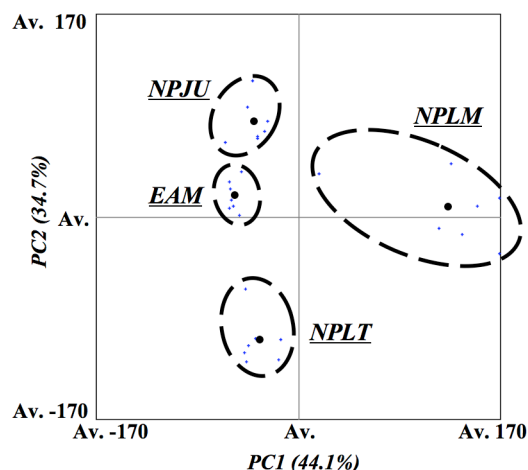 Av. 170
NPJU
NPLM
EAM
PC2 (34.7%)
Av.
NPLT
Av. -170
Av. -170
Av.
Av. 170
PC1 (44.1%)